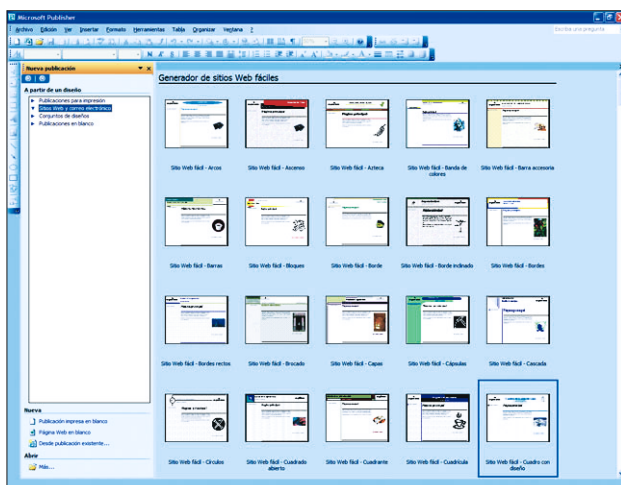 Microsoft Publisher
Archivo Edición Ver Insertar Formato Herramientas Tabla Organizar Ventana ?
Escriba una pregunta
Nueva publicación
A partir de un diseño
Publicaciones para impresión
Sitios Web y correo electrónico
Conjuntos de diseños
Publicaciones en blanco
Generador de sitios Web fáciles
Sitio Web fácil - Arcos
Sitio Web fácil - Ascenso
Sitio Web fácil - Azteca
Sitio Web fácil - Banda de
colores
Sitio Web fácil - Barra accesoria
Sitio Web fácil - Barras
Sitio Web fácil - Bloques
Sitio Web fácil - Borde
Sitio Web fácil - Borde inclinado
Sitio Web fácil - Bordes
Sitio Web fácil - Bordes rectos
Sitio Web fácil - Brocado
Sitio Web fácil - Capas
Sitio Web fácil - Cápsulas
Sitio Web fácil - Cascada
Sitio Web fácil - Círculos
Sitio Web fácil - Cuadrado
abierto
Sitio Web fácil - Cuadrante
Sitio Web fácil - Cuadrícula
Sitio Web fácil - Cuadro con
diseño
Nueva
Publicación impresa en blanco
Página Web en blanco
Desde publicación existente...
Abrir
Más...